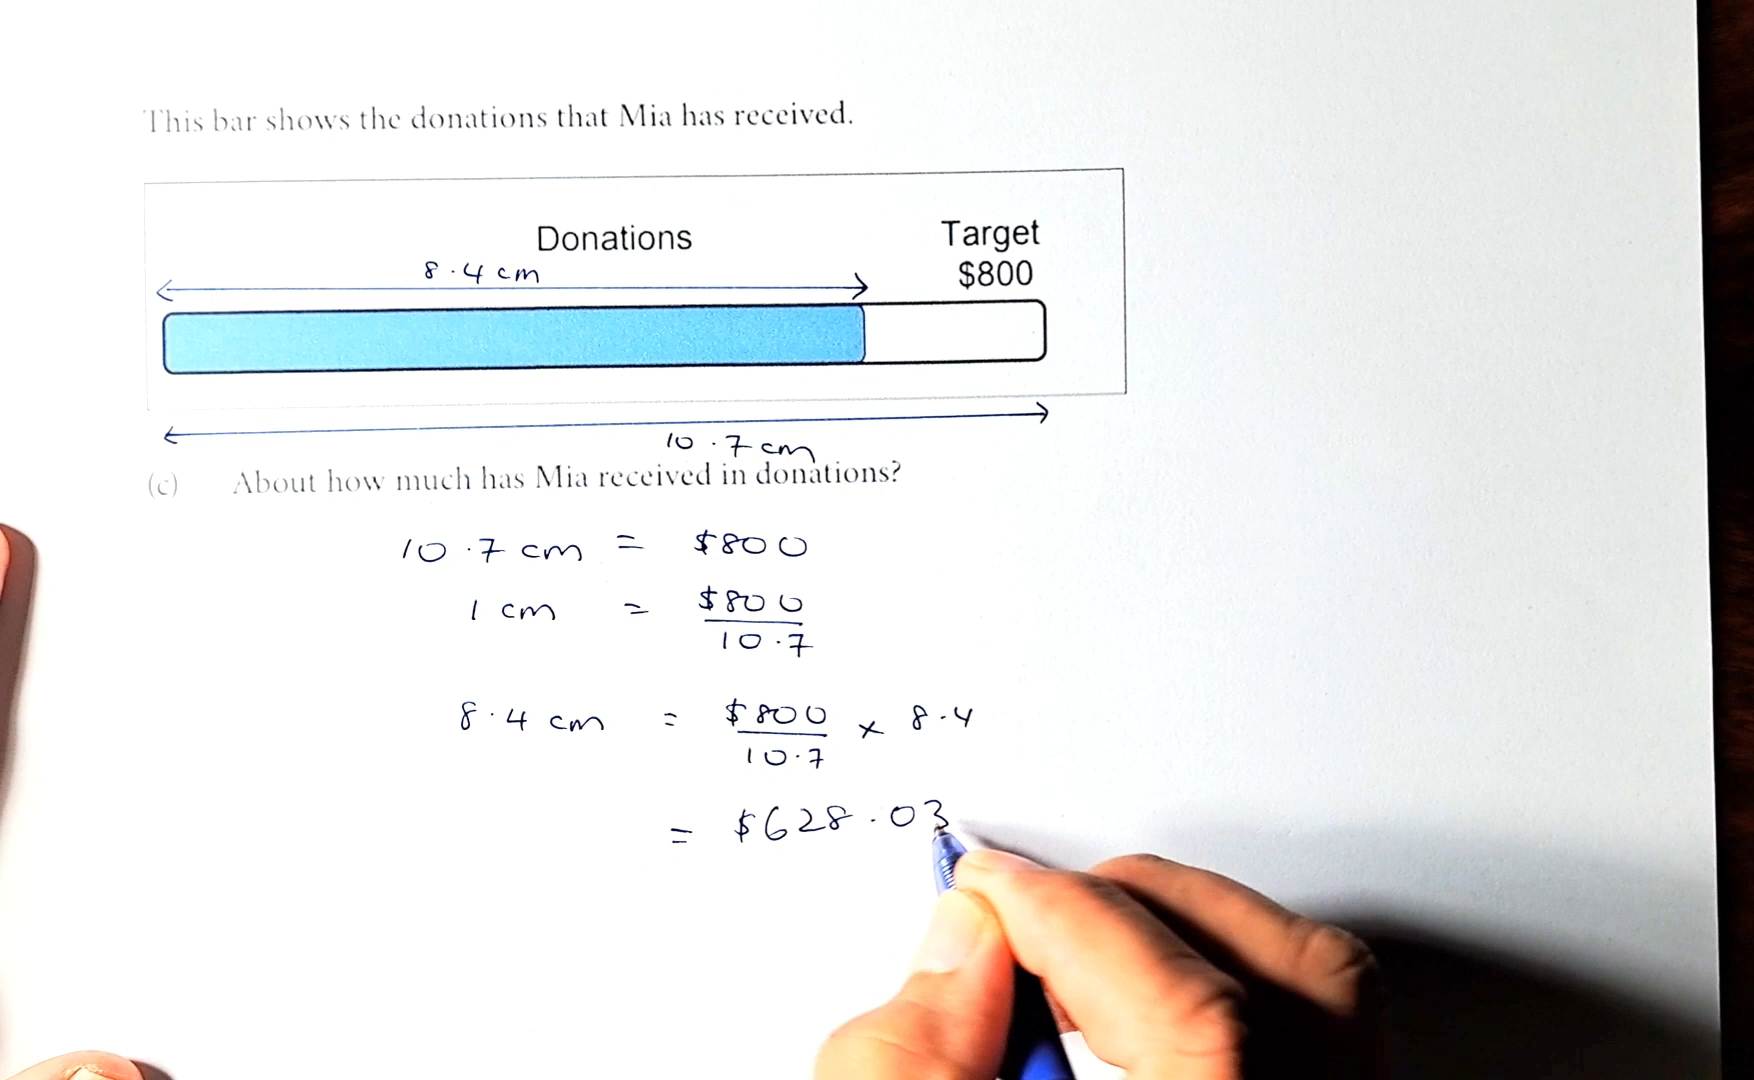 This bar shows the donations that Mia has received.
Donations
Target
$800
8.4 cm
10.7 cm
(c) About how much has Mia received in donations?
10.7 cm = $800
1 cm = $800
10.7
8.4 cm = $800 × 8.4
10.7
= $628.03